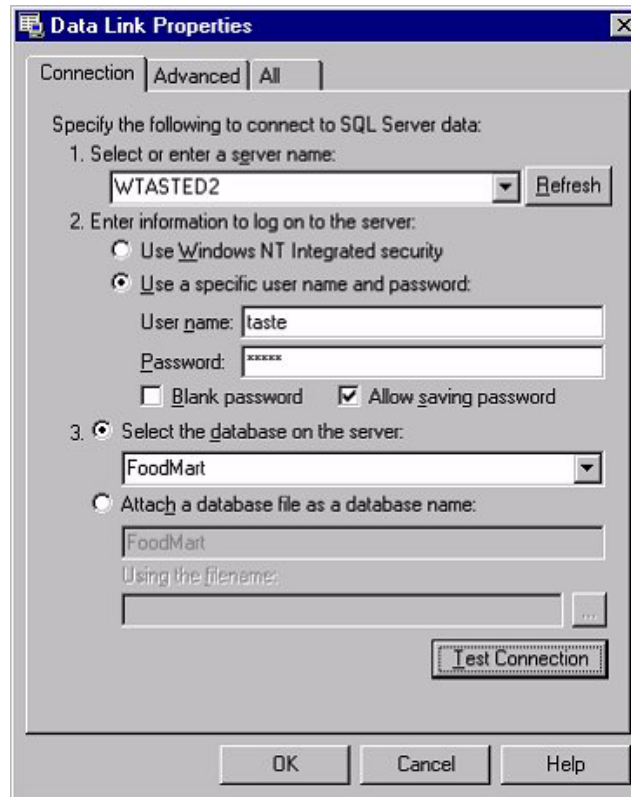 Data Link Properties
Connection Advanced All
Specify the following to connect to SQL Server data:
1. Select or enter a server name:
WTASTED2 Refresh
2. Enter information to log on to the server:
Use Windows NT Integrated security
Use a specific user name and password:
User name: taste
Password: *****
Blank password Allow saving password
3. Select the database on the server:
FoodMart
Attach a database file as a database name:
FoodMart
Using the filename:
...
Test Connection
OK Cancel Help